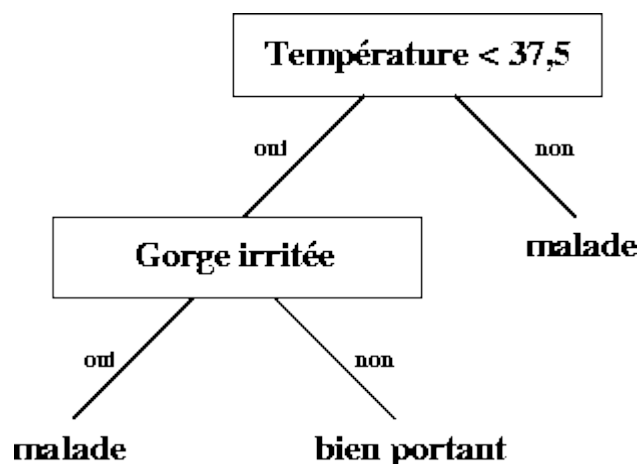 Température < 37,5
oui
non
Gorge irritée
malade
oui
non
malade
bien portant